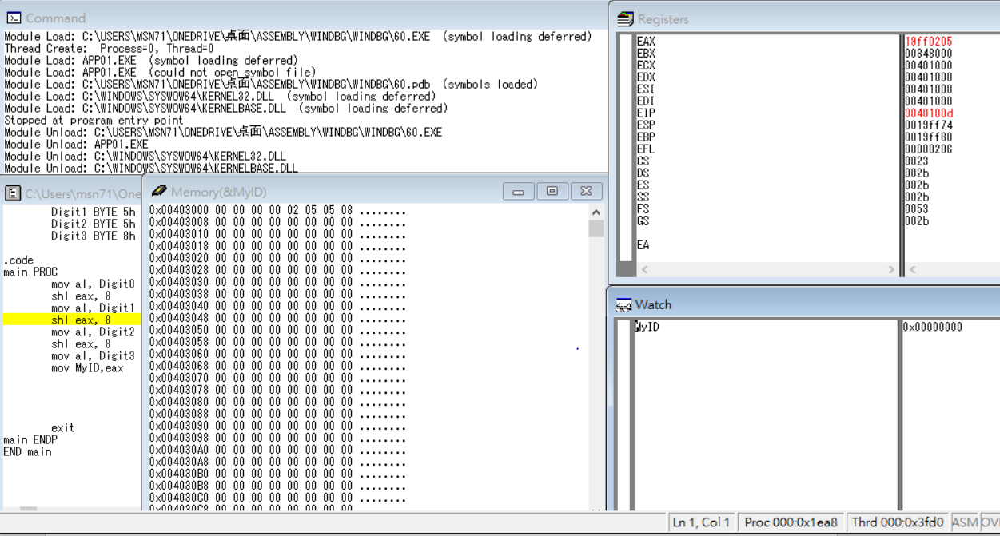 Command
Module Load: C:\USERS\MSN71\ONEDRIVE\桌面\ASSEMBLY\WINDBG\WINDBG\60.EXE (symbol loading deferred)
Thread Create: Process=0, Thread=0
Module Load: APP01.EXE (symbol loading deferred)
Module Load: APP01.EXE (could not open symbol file)
Module Load: C:\USERS\MSN71\ONEDRIVE\桌面\ASSEMBLY\WINDBG\WINDBG\60.pdb (symbols loaded)
Module Load: C:\WINDOWS\SYSWOW64\KERNEL32.DLL (symbol loading deferred)
Module Load: C:\WINDOWS\SYSWOW64\KERNELBASE.DLL (symbol loading deferred)
Stopped at program entry point
Module Unload: C:\USERS\MSN71\ONEDRIVE\桌面\ASSEMBLY\WINDBG\WINDBG\60.EXE
Module Unload: APP01.EXE
Module Unload: C:\WINDOWS\SYSWOW64\KERNEL32.DLL
Module Unload: C:\WINDOWS\SYSWOW64\KERNELBASE.DLL
C:\Users\msn71\One
Digit1 BYTE 5h
Digit2 BYTE 5h
Digit3 BYTE 8h
.code
main PROC
mov al, Digit0
shl eax, 8
mov al, Digit1
shl eax, 8
mov al, Digit2
shl eax, 8
mov al, Digit3
mov MyID,eax
exit
main ENDP
END main
Memory(&MyID)
0x00403000 00 00 00 00 02 05 05 08 ........
0x00403008 00 00 00 00 00 00 00 00 ........
0x00403010 00 00 00 00 00 00 00 00 ........
0x00403018 00 00 00 00 00 00 00 00 ........
0x00403020 00 00 00 00 00 00 00 00 ........
0x00403028 00 00 00 00 00 00 00 00 ........
0x00403030 00 00 00 00 00 00 00 00 ........
0x00403038 00 00 00 00 00 00 00 00 ........
0x00403040 00 00 00 00 00 00 00 00 ........
0x00403048 00 00 00 00 00 00 00 00 ........
0x00403050 00 00 00 00 00 00 00 00 ........
0x00403058 00 00 00 00 00 00 00 00 ........
0x00403060 00 00 00 00 00 00 00 00 ........
0x00403068 00 00 00 00 00 00 00 00 ........
0x00403070 00 00 00 00 00 00 00 00 ........
0x00403078 00 00 00 00 00 00 00 00 ........
0x00403080 00 00 00 00 00 00 00 00 ........
0x00403088 00 00 00 00 00 00 00 00 ........
0x00403090 00 00 00 00 00 00 00 00 ........
0x00403098 00 00 00 00 00 00 00 00 ........
0x004030A0 00 00 00 00 00 00 00 00 ........
0x004030A8 00 00 00 00 00 00 00 00 ........
0x004030B0 00 00 00 00 00 00 00 00 ........
0x004030B8 00 00 00 00 00 00 00 00 ........
0x004030C0 00 00 00 00 00 00 00 00 ........
0x004030C8 00 00 00 00 00 00 00 00
Registers
EAX 19ff0205
EBX 00348000
ECX 00401000
EDX 00401000
ESI 00401000
EDI 00401000
EIP 0040100d
ESP 0019ff74
EBP 0019ff80
EFL 00000206
CS 0023
DS 002b
ES 002b
SS 002b
FS 0053
GS 002b
EA
Watch
MyID 0x00000000
Ln 1, Col 1 Proc 000:0x1ea8 Thrd 000:0x3fd0 ASM OV